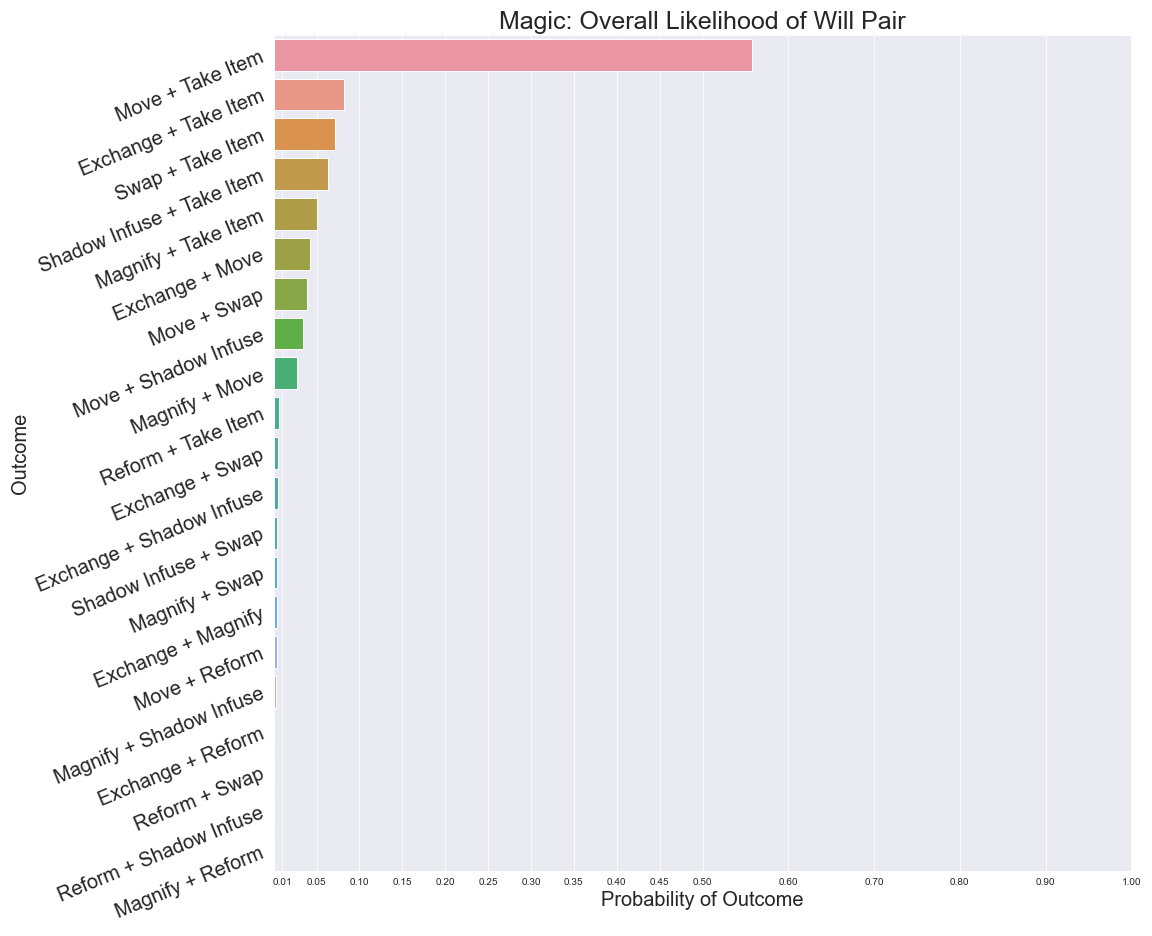 Magic: Overall Likelihood of Will Pair
Move + Take Item
Exchange + Take Item
Swap + Take Item
Shadow Infuse + Take Item
Magnify + Take Item
Exchange + Move
Move + Swap
Move + Shadow Infuse
Magnify + Move
Reform + Take Item
Exchange + Swap
Exchange + Shadow Infuse
Shadow Infuse + Swap
Magnify + Swap
Exchange + Magnify
Move + Reform
Magnify + Shadow Infuse
Exchange + Reform
Reform + Swap
Reform + Shadow Infuse
Magnify + Reform
Outcome
0.01 0.05 0.10 0.15 0.20 0.25 0.30 0.35 0.40 0.45 0.50 0.60 0.70 0.80 0.90 1.00
Probability of Outcome